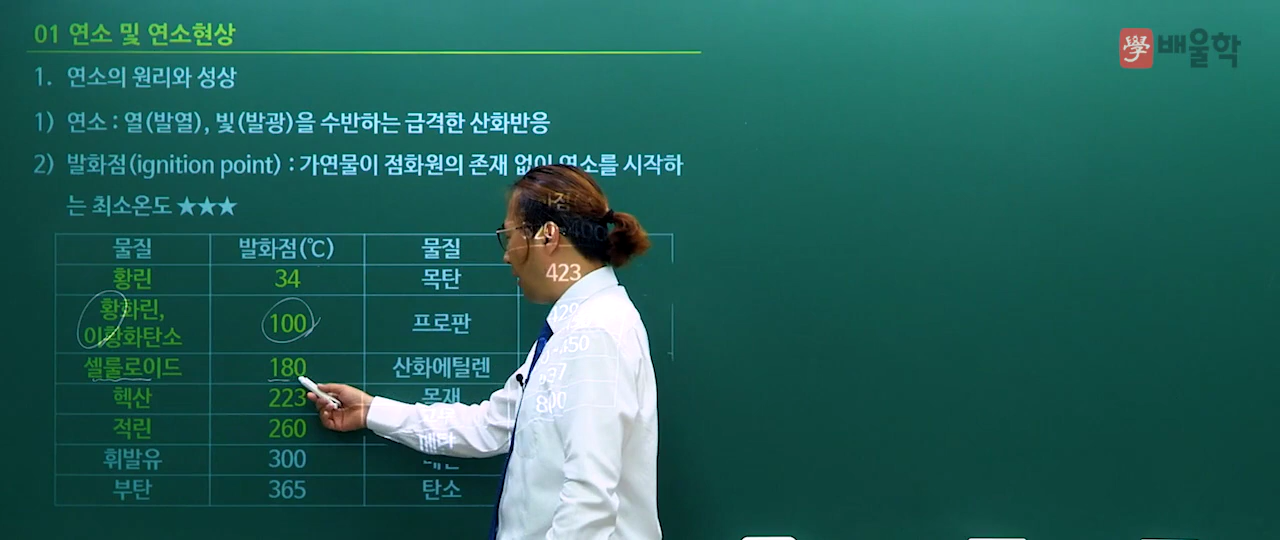 01 연소 및 연소현상
學 배울학
1. 연소의 원리와 성상
1) 연소 : 열(발열), 빛(발광)을 수반하는 급격한 산화반응
2) 발화점(ignition point) : 가연물이 점화원의 존재 없이 연소를 시작하
는 최소온도 ★★★
물질 발화점(℃) 물질
황린 34 목탄
황화린,
이황화탄소 100 프로판 423
셀룰로이드 180 산화에틸렌
헥산 223 목재
적린 260
휘발유 300
부탄 365 탄소 800